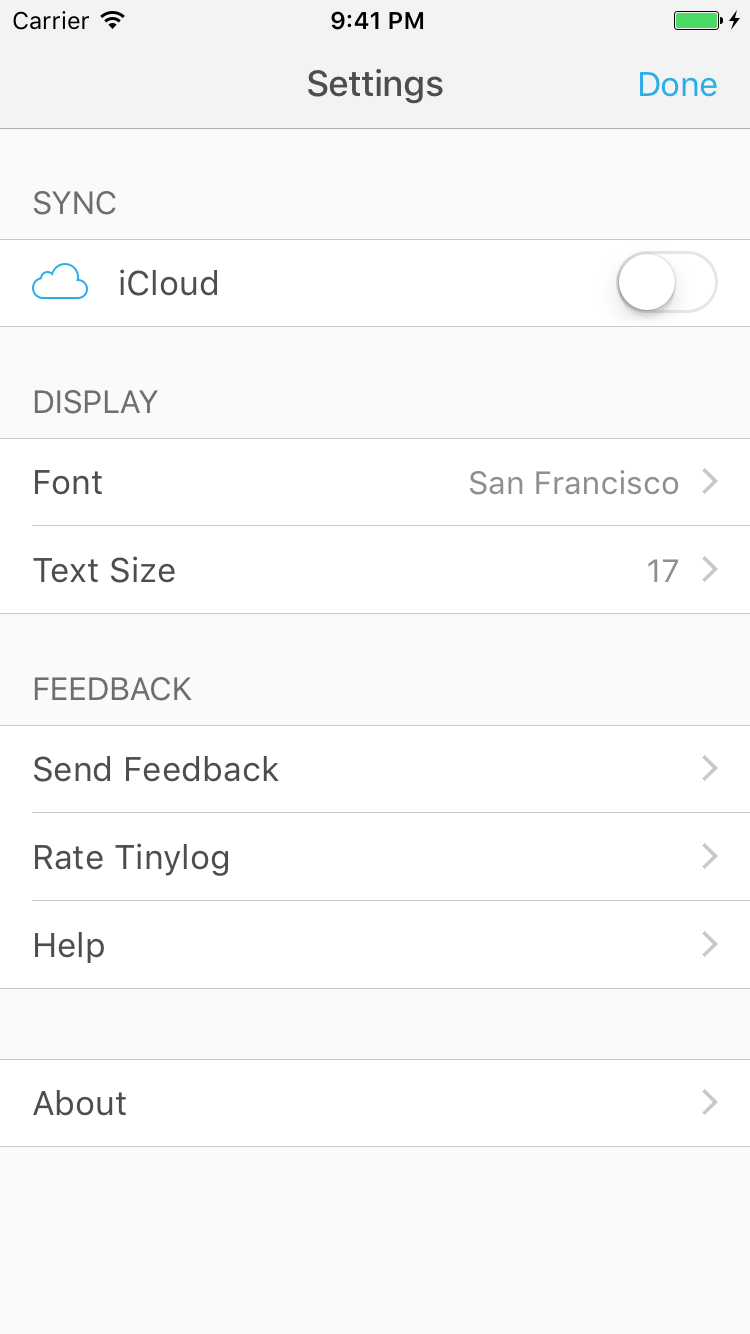 Carrier 9:41 PM
Settings Done
SYNC
iCloud
DISPLAY
Font San Francisco
Text Size 17
FEEDBACK
Send Feedback
Rate Tinylog
Help
About